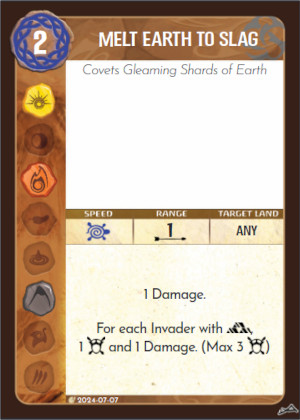 2 MELT EARTH TO SLAG
Covets Gleaming Shards of Earth
SPEED RANGE TARGET LAND
1 ANY
1 Damage.
For each Invader with ,
1 and 1 Damage. (Max 3 )
2024-07-07